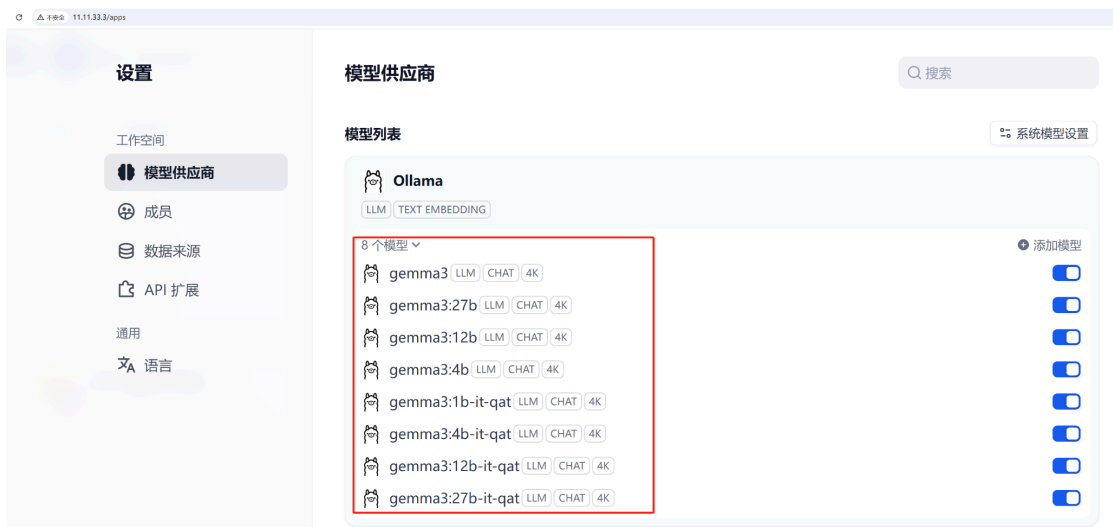 不安全 11.11.33.3/apps
设置
模型供应商
搜索
工作空间
模型供应商
成员
数据来源
API 扩展
通用
语言
模型列表
系统模型设置
Ollama
LLM TEXT EMBEDDING
8 个模型
添加模型
gemma3 LLM CHAT 4K
gemma3:27b LLM CHAT 4K
gemma3:12b LLM CHAT 4K
gemma3:4b LLM CHAT 4K
gemma3:1b-it-qat LLM CHAT 4K
gemma3:4b-it-qat LLM CHAT 4K
gemma3:12b-it-qat LLM CHAT 4K
gemma3:27b-it-qat LLM CHAT 4K